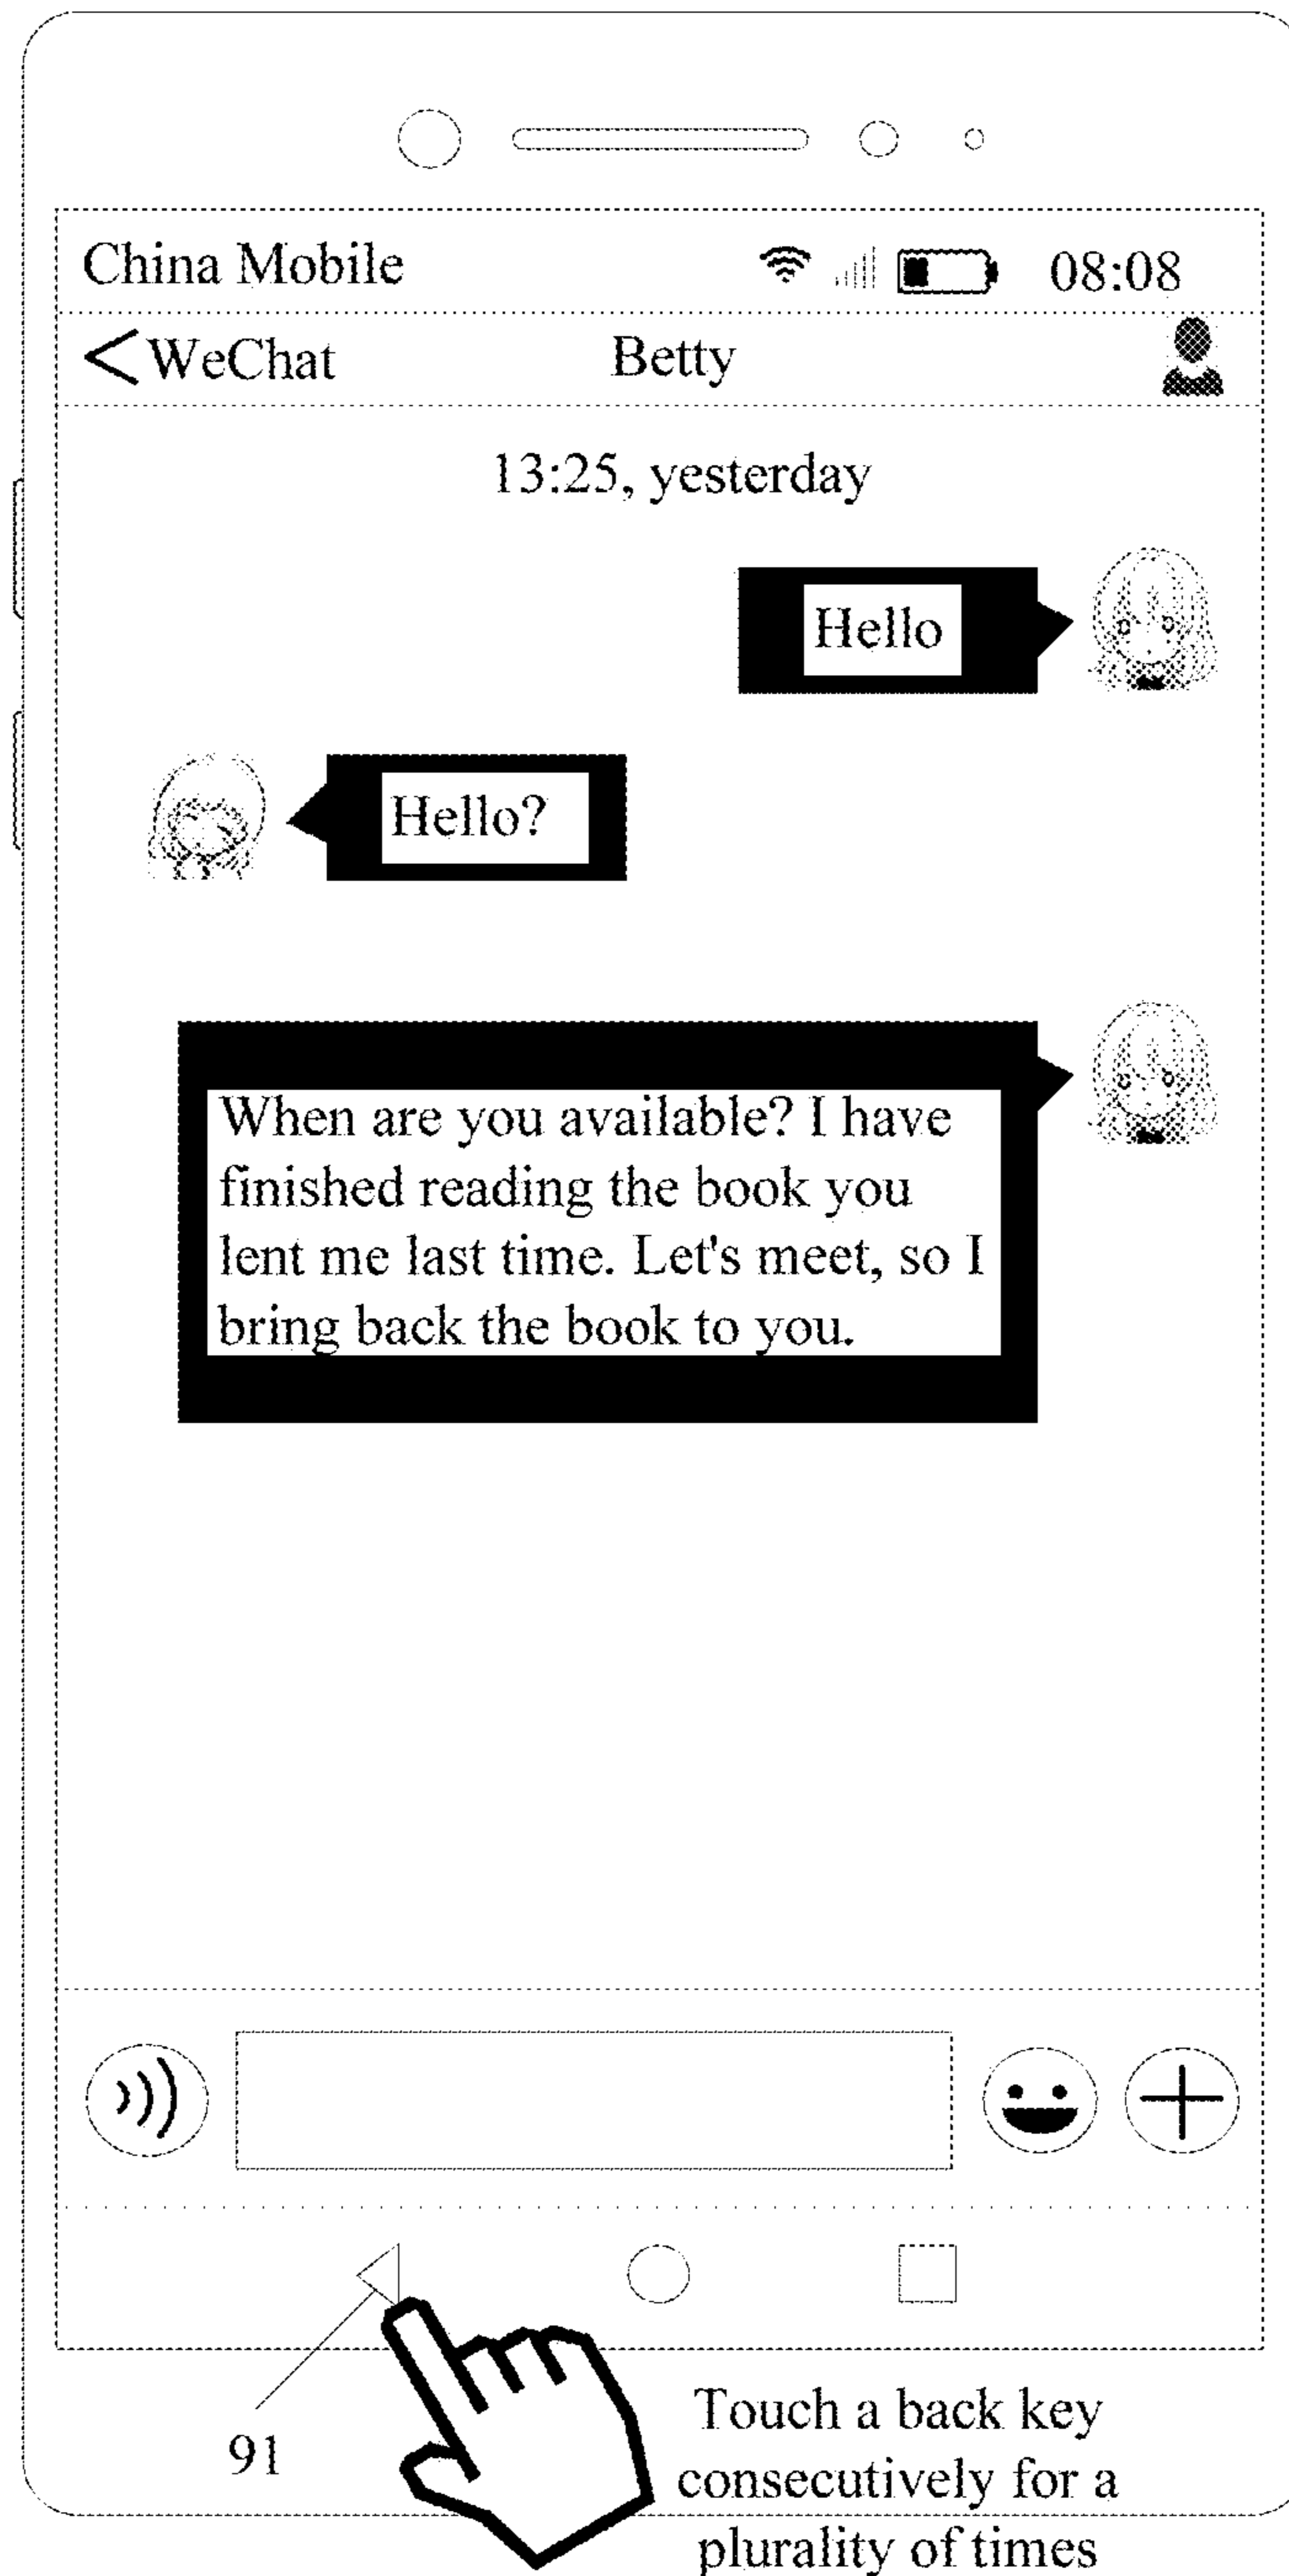 China Mobile 08:08
WeChat Betty
13:25, yesterday
Hello
Hello?
When are you available? I have
finished reading the book you
lent me last time. Let's meet, so I
bring back the book to you.
91
Touch a back key
consecutively for a
plurality of times